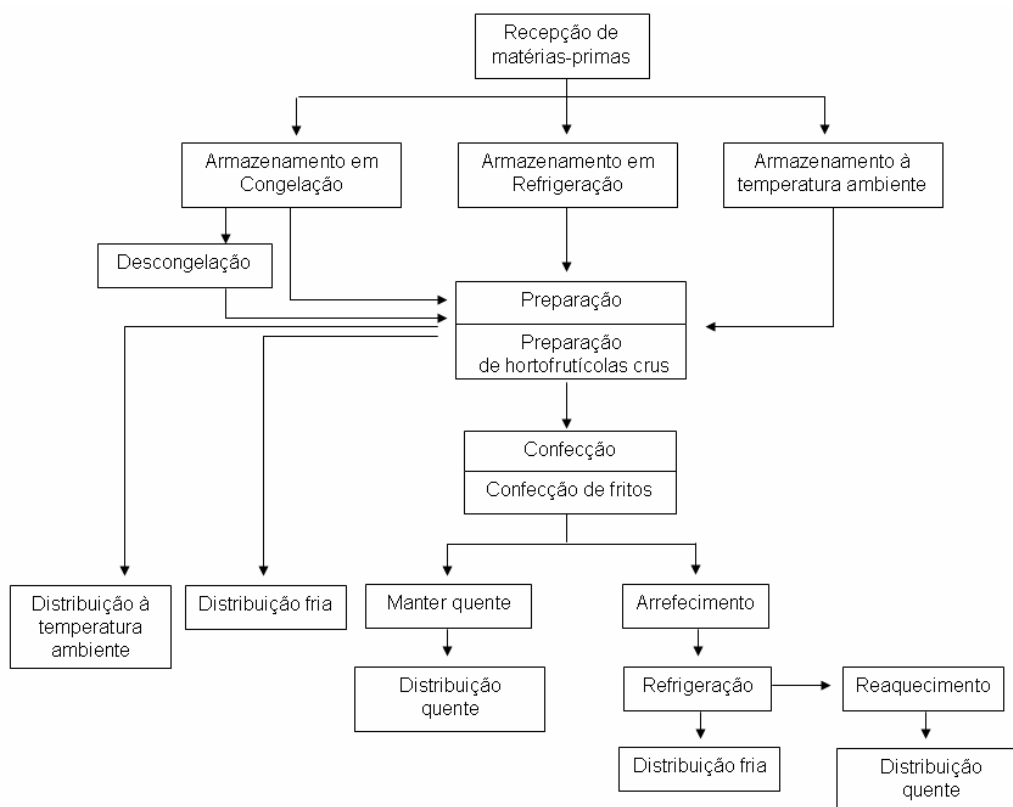 Recepção de
matérias-primas
Armazenamento em
Congelação
Armazenamento em
Refrigeração
Armazenamento à
temperatura ambiente
Descongelação
Preparação
Preparação
de hortofrutícolas crus
Confecção
Confecção de fritos
Distribuição à
temperatura
ambiente
Distribuição fria
Manter quente
Arrefecimento
Distribuição
quente
Refrigeração
Reaquecimento
Distribuição fria
Distribuição
quente